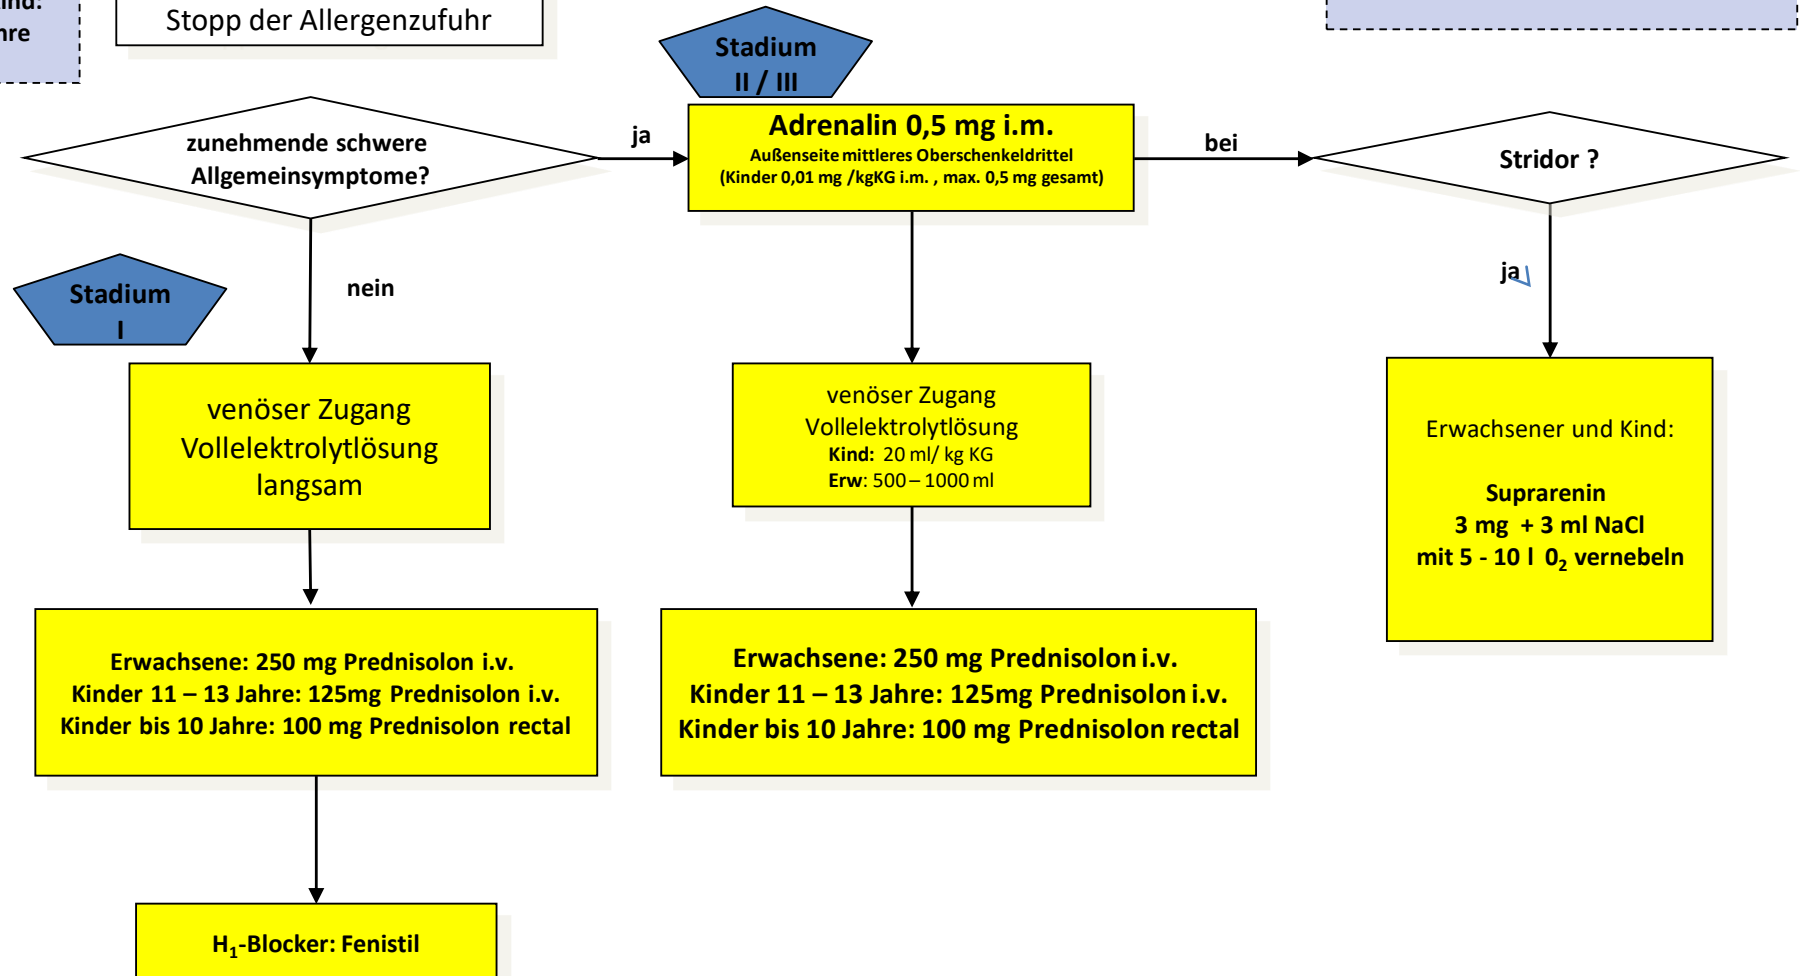 Stopp der Allergenzufuhr
Stadium
II / III
zunehmende schwere
Allgemeinsymptome?
ja
Adrenalin 0,5 mg i.m.
Außenseite mittleres Oberschenkeldrittel
(Kinder 0,01 mg /kgKG i.m. , max. 0,5 mg gesamt)
bei
Stridor ?
ja
nein
Stadium
I
venöser Zugang
Vollelektrolytlösung
langsam
venöser Zugang
Vollelektrolytlösung
Kind: 20 ml/ kg KG
Erw: 500 – 1000 ml
Erwachsener und Kind:
Suprarenin
3 mg + 3 ml NaCl
mit 5 - 10 l 0₂ vernebeln
Erwachsene: 250 mg Prednisolon i.v.
Kinder 11 – 13 Jahre: 125mg Prednisolon i.v.
Kinder bis 10 Jahre: 100 mg Prednisolon rectal
Erwachsene: 250 mg Prednisolon i.v.
Kinder 11 – 13 Jahre: 125mg Prednisolon i.v.
Kinder bis 10 Jahre: 100 mg Prednisolon rectal
H₁-Blocker: Fenistil